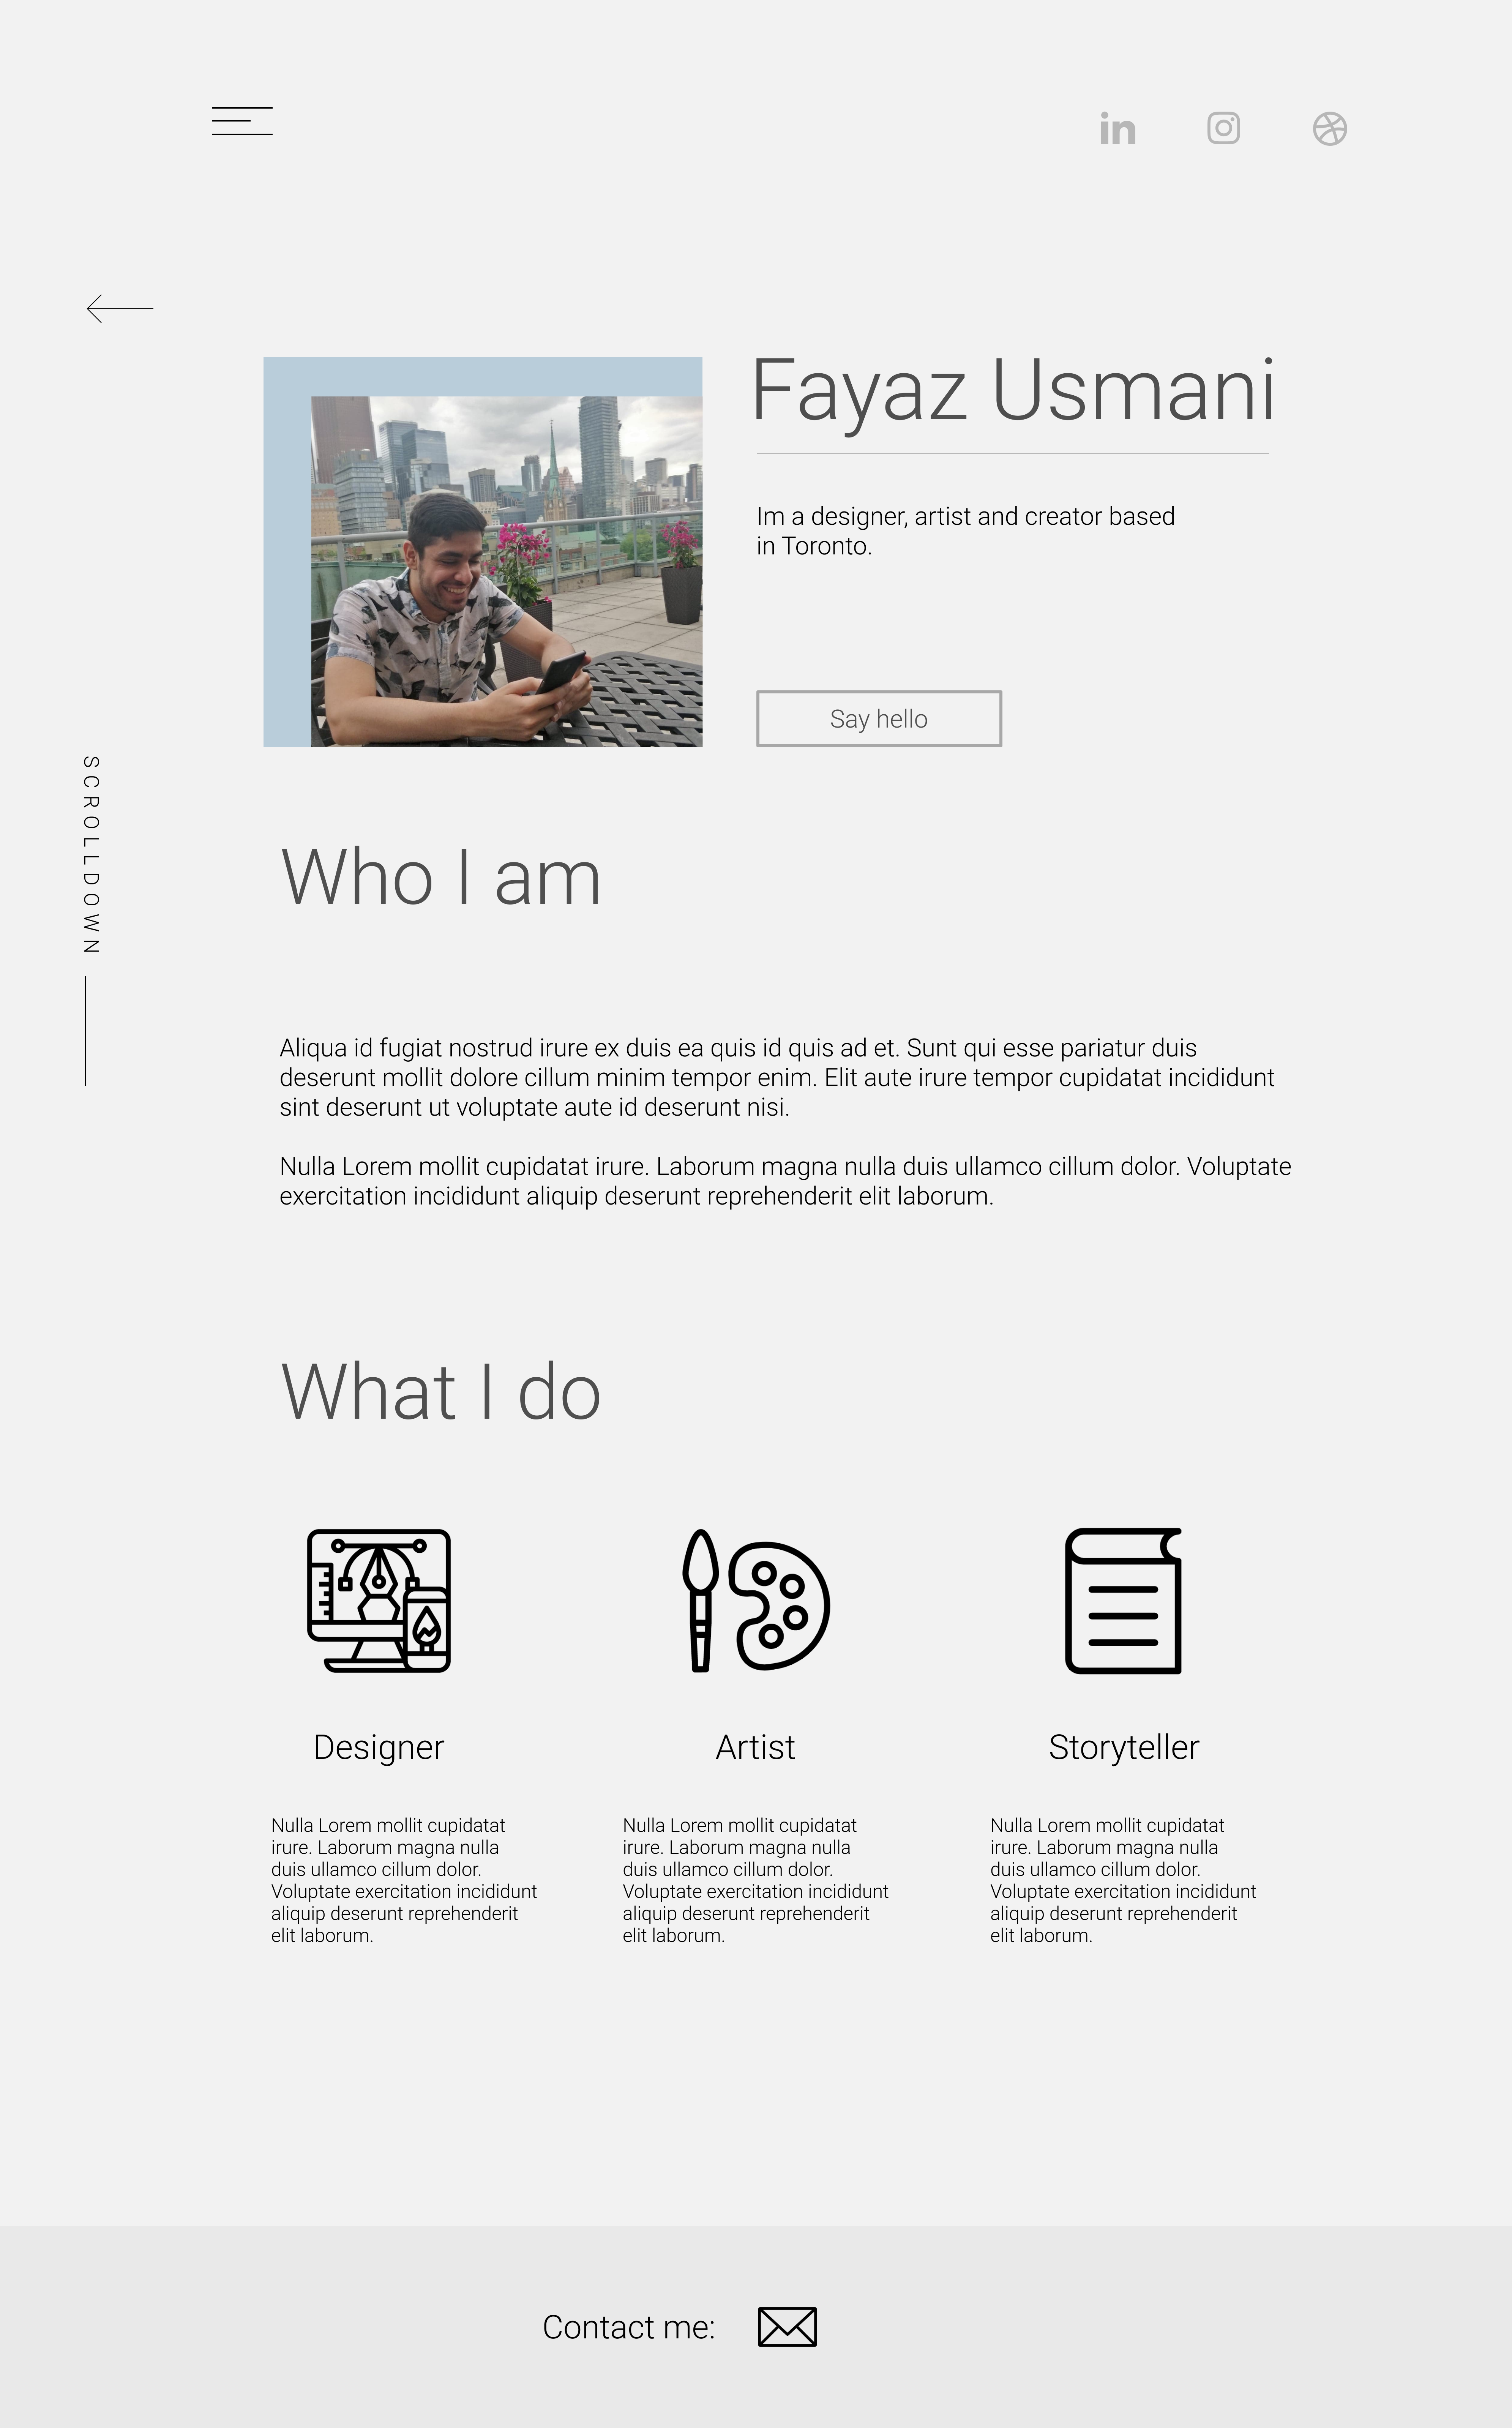 Fayaz Usmani
Im a designer, artist and creator based
in Toronto.
Say hello
SCROLLDOWN
Who I am
Aliqua id fugiat nostrud irure ex duis ea quis id quis ad et. Sunt qui esse pariatur duis
deserunt mollit dolore cillum minim tempor enim. Elit aute irure tempor cupidatat incididunt
sint deserunt ut voluptate aute id deserunt nisi.
Nulla Lorem mollit cupidatat irure. Laborum magna nulla duis ullamco cillum dolor. Voluptate
exercitation incididunt aliquip deserunt reprehenderit elit laborum.
What I do
Designer
Nulla Lorem mollit cupidatat
irure. Laborum magna nulla
duis ullamco cillum dolor.
Voluptate exercitation incididunt
aliquip deserunt reprehenderit
elit laborum.
Artist
Nulla Lorem mollit cupidatat
irure. Laborum magna nulla
duis ullamco cillum dolor.
Voluptate exercitation incididunt
aliquip deserunt reprehenderit
elit laborum.
Storyteller
Nulla Lorem mollit cupidatat
irure. Laborum magna nulla
duis ullamco cillum dolor.
Voluptate exercitation incididunt
aliquip deserunt reprehenderit
elit laborum.
Contact me: